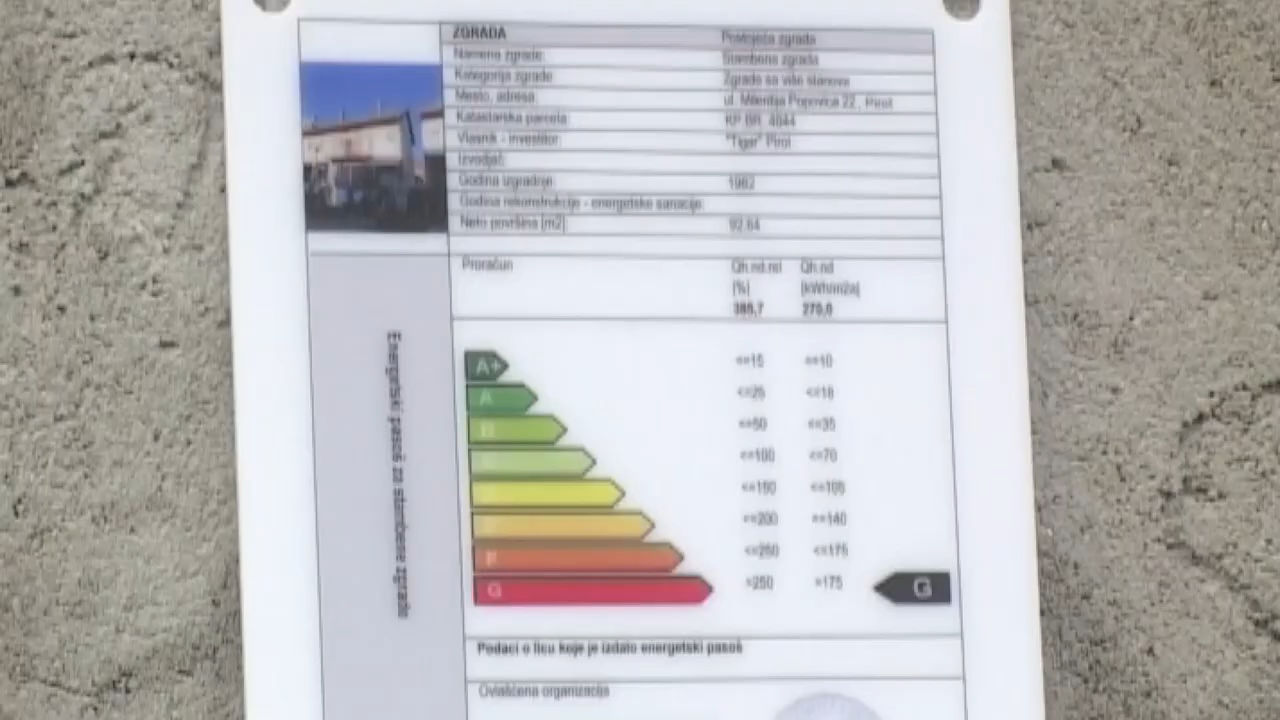 ZGRADA Postojeća zgrada
Namena zgrade: Stambena zgrada
Kategorija zgrade Zgrada sa više stanova
Mesto, adresa: ul. Milentija Popovića 22, Pirot
Katastarska parcela: KP BR. 4044
Vlasnik - investitor: "Tigar" Pirot
Izvođač:
Godina izgradnje: 1982
Godina rekonstrukcije - energetske sanacije:
Neto površina [m2]: 92.64
Proračun Qh.nd.rel Qh.nd
[%] [kWh/m2a]
385,7 270,0
A+ <=15 <=10
A <=25 <=18
B <=50 <=35
<=100 <=70
<=150 <=105
<=200 <=140
F <=250 <=175
G >250 >175 G
Energetski pasoš za stambene zgrade
Podaci o licu koje je izdalo energetski pasoš
Ovlašćena organizacija